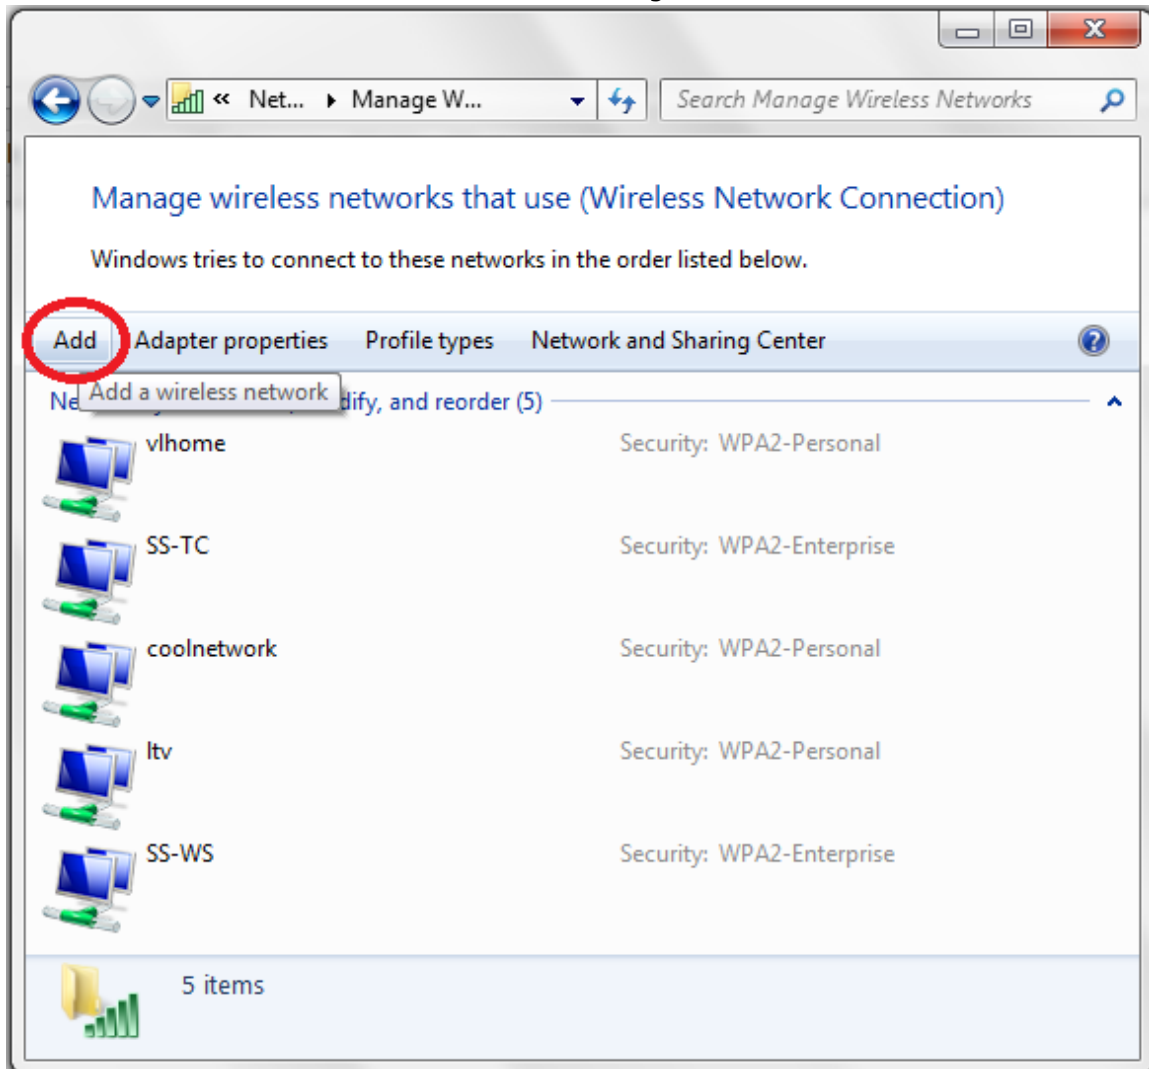 « Net... Manage W... Search Manage Wireless Networks
Manage wireless networks that use (Wireless Network Connection)
Windows tries to connect to these networks in the order listed below.
Add Adapter properties Profile types Network and Sharing Center
Add a wireless network
Ne dify, and reorder (5)
vlhome Security: WPA2-Personal
SS-TC Security: WPA2-Enterprise
coolnetwork Security: WPA2-Personal
ltv Security: WPA2-Personal
SS-WS Security: WPA2-Enterprise
5 items